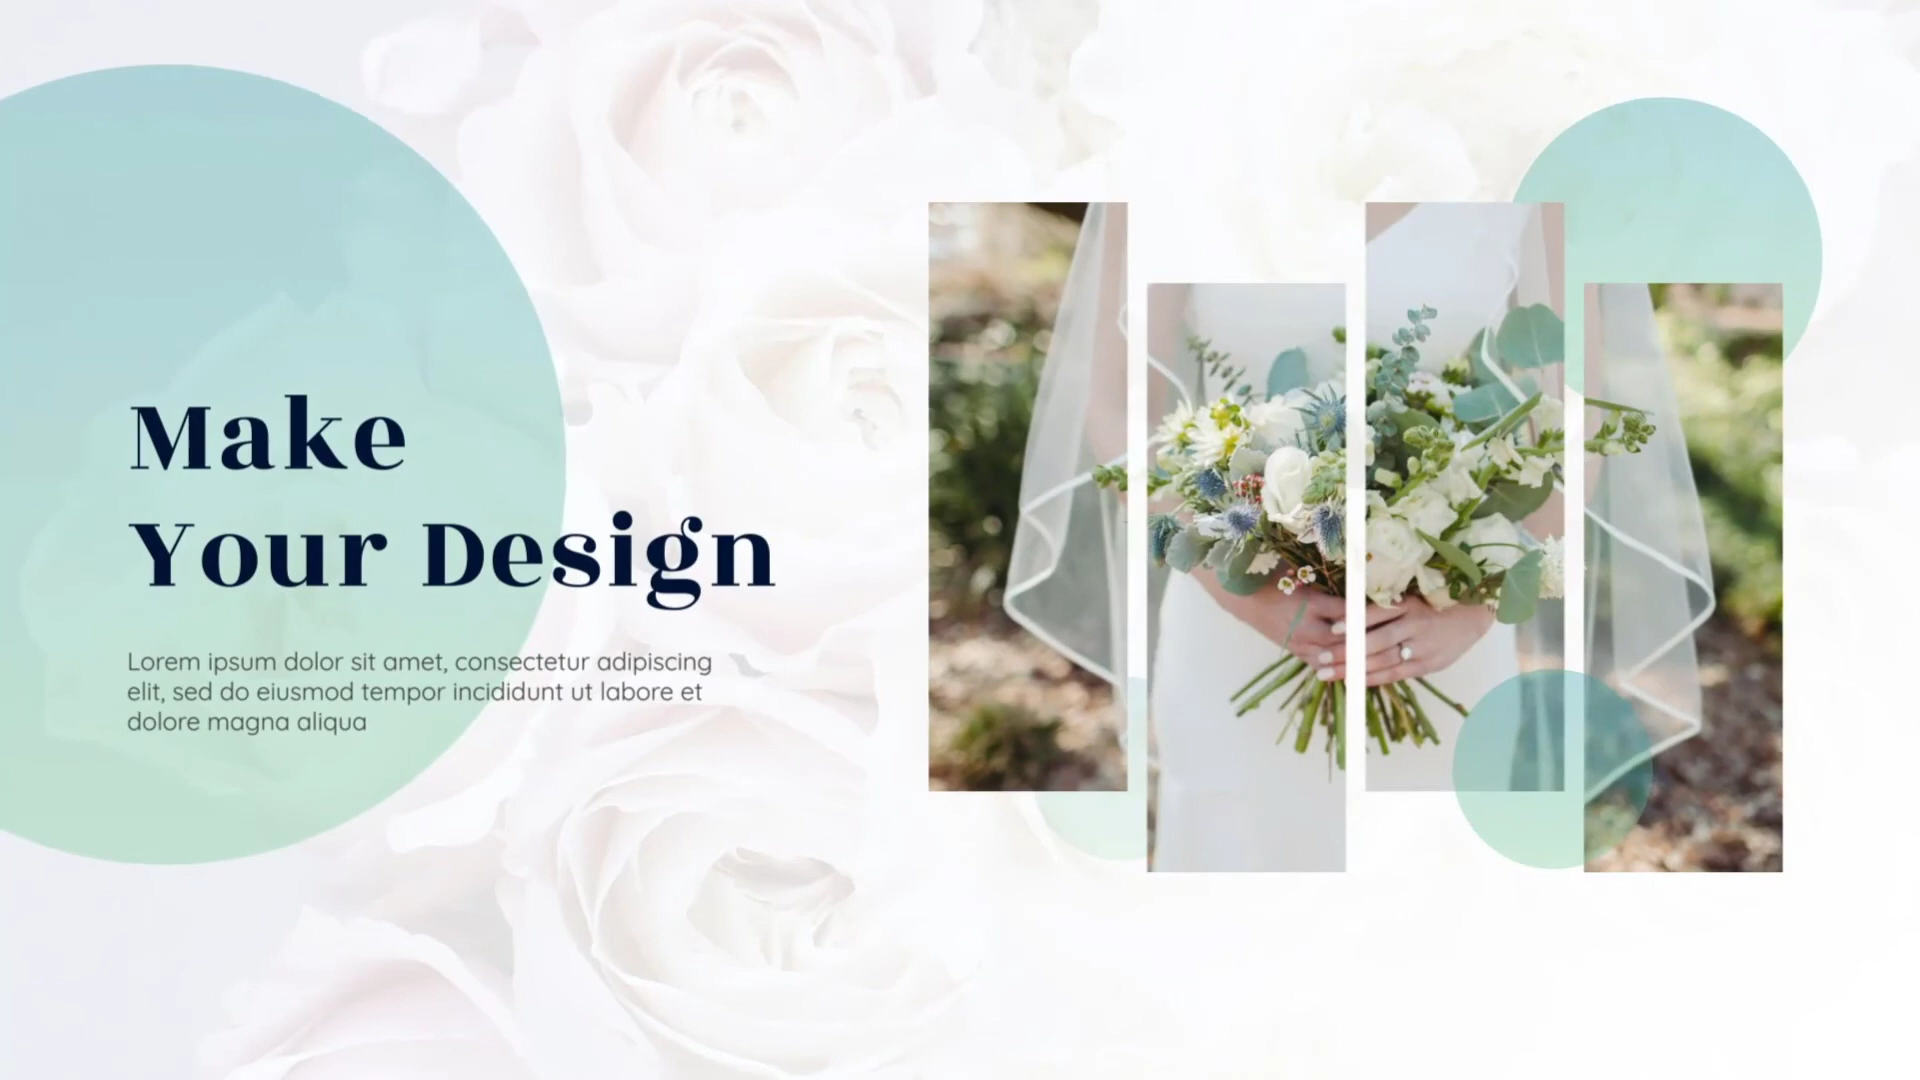 Make
Your Design
Lorem ipsum dolor sit amet, consectetur adipiscing
elit, sed do eiusmod tempor incididunt ut labore et
dolore magna aliqua